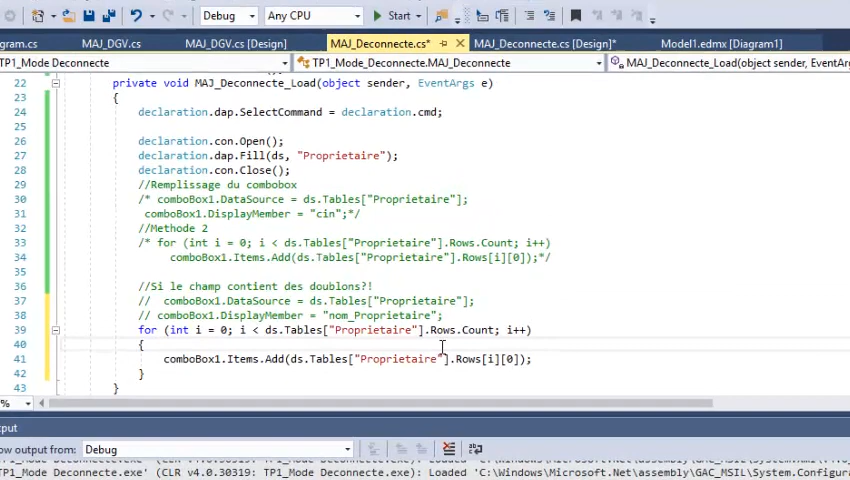 Debug Any CPU Start
gram.cs MAJ_DGV.cs MAJ_DGV.cs [Design] MAJ_Deconnecte.cs* MAJ_Deconnecte.cs [Design]* Model1.edmx [Diagram1]
TP1_Mode Deconnecte TP1_Mode_Deconnecte.MAJ_Deconnecte MAJ_Deconnecte_Load(object sender, EventArg
22 private void MAJ_Deconnecte_Load(object sender, EventArgs e)
23 {
24 declaration.dap.SelectCommand = declaration.cmd;
25
26 declaration.con.Open();
27 declaration.dap.Fill(ds, "Proprietaire");
28 declaration.con.Close();
29 //Remplissage du combobox
30 /* comboBox1.DataSource = ds.Tables["Proprietaire"];
31 comboBox1.DisplayMember = "cin";*/
32 //Methode 2
33 /* for (int i = 0; i < ds.Tables["Proprietaire"].Rows.Count; i++)
34 comboBox1.Items.Add(ds.Tables["Proprietaire"].Rows[i][0]);*/
35
36 //Si le champ contient des doublons?!
37 // comboBox1.DataSource = ds.Tables["Proprietaire"];
38 // comboBox1.DisplayMember = "nom_Proprietaire";
39 for (int i = 0; i < ds.Tables["Proprietaire"].Rows.Count; i++)
40 {
41 comboBox1.Items.Add(ds.Tables["Proprietaire"].Rows[i][0]);
42 }
43 }
%
put
ow output from: Debug
TP1_Mode Deconnecte.exe' (CLR v4.0.30319: TP1_Mode Deconnecte.exe): Loaded 'C:\Windows\Microsoft.Net\assembly\GAC_MSIL\System.Configura